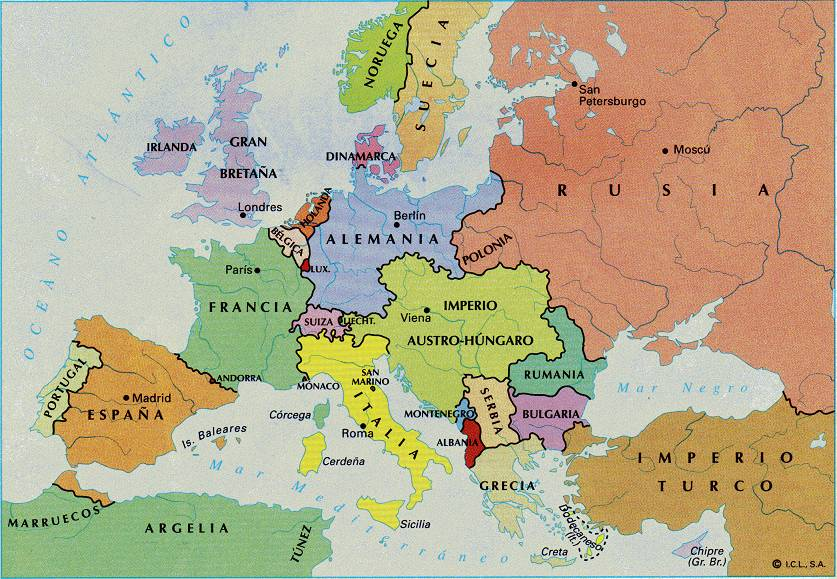 OCEÁNO ATLÁNTICO
NORUEGA
SUECIA
San
Petersburgo
IRLANDA
GRAN
BRETAÑA
DINAMARCA
Moscú
RUSIA
Londres
HOLANDA
Berlín
BÉLGICA
ALEMANIA
POLONIA
LUX.
París
FRANCIA
SUIZA
LIECHT.
Viena
IMPERIO
AUSTRO-HÚNGARO
RUMANIA
ANDORRA
MÓNACO
SAN
MARINO
SERBIA
Mar Negro
PORTUGAL
Madrid
ESPAÑA
Córcega
ITALIA
MONTENEGRO
BULGARIA
Is. Baleares
Roma
ALBANIA
Cerdeña
IMPERIO
TURCO
Mar Mediterráneo
GRECIA
MARRUECOS
ARGELIA
TÚNEZ
Sicilia
Dodecaneso
(It.)
Creta
Chipre
(Gr. Br.)
© I.C.L., S.A.